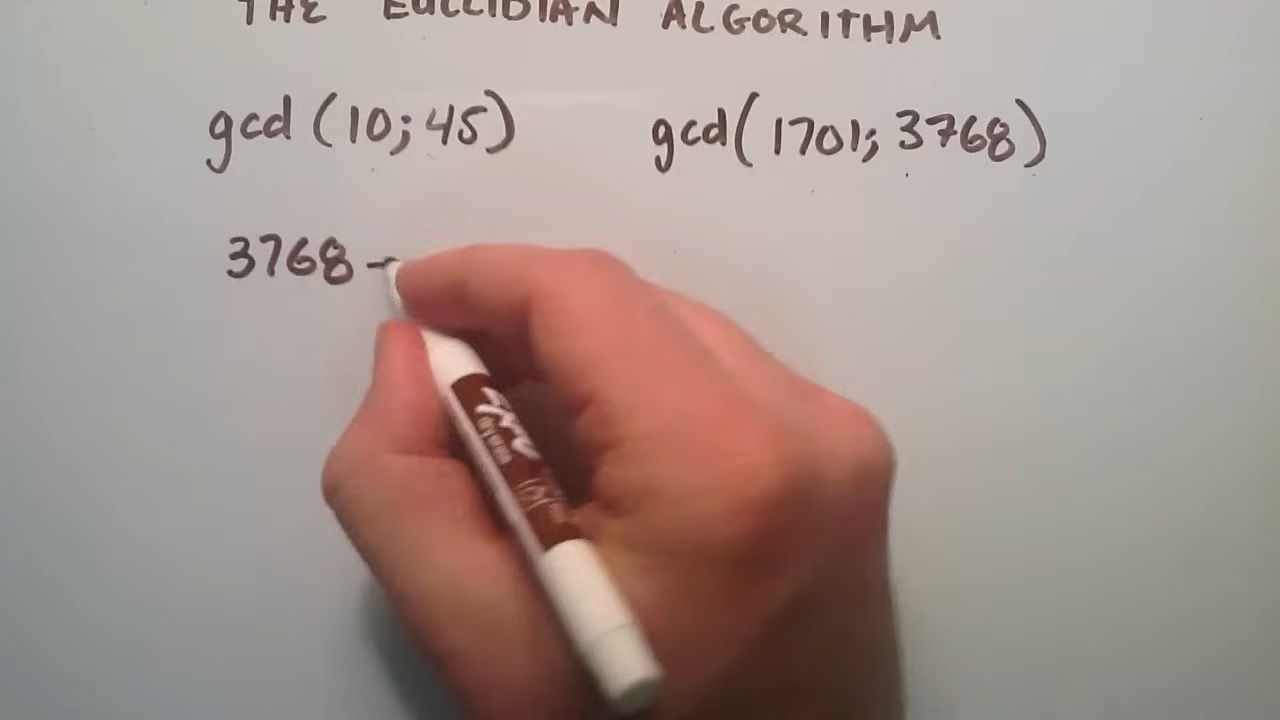 THE EUCLIDIAN ALGORITHM
gcd (10; 45) gcd(1701; 3768)
3768 -